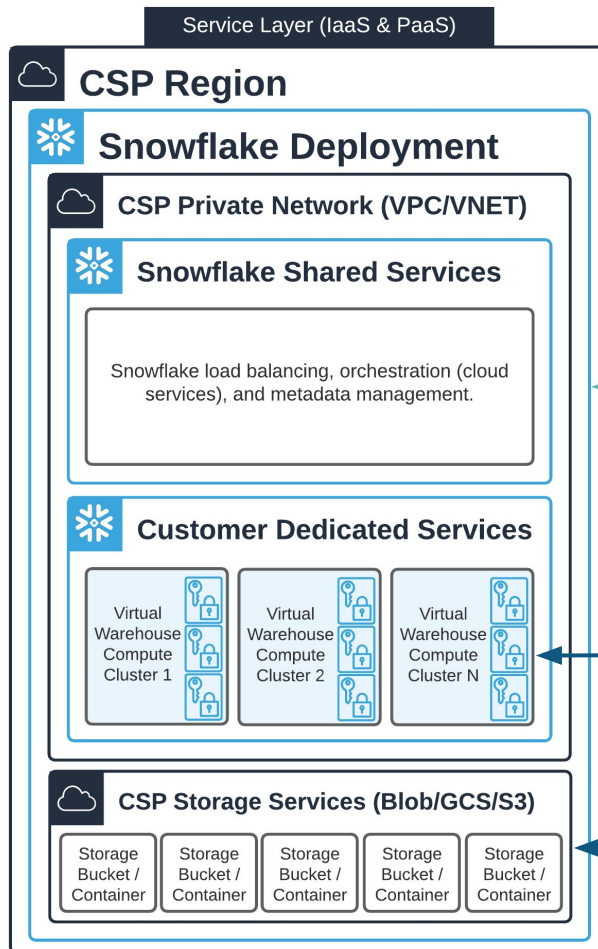 Service Layer (IaaS & PaaS)
CSP Region
Snowflake Deployment
CSP Private Network (VPC/VNET)
Snowflake Shared Services
Snowflake load balancing, orchestration (cloud
services), and metadata management.
Customer Dedicated Services
Virtual
Warehouse
Compute
Cluster 1
Virtual
Warehouse
Compute
Cluster 2
Virtual
Warehouse
Compute
Cluster N
CSP Storage Services (Blob/GCS/S3)
Storage
Bucket /
Container
Storage
Bucket /
Container
Storage
Bucket /
Container
Storage
Bucket /
Container
Storage
Bucket /
Container